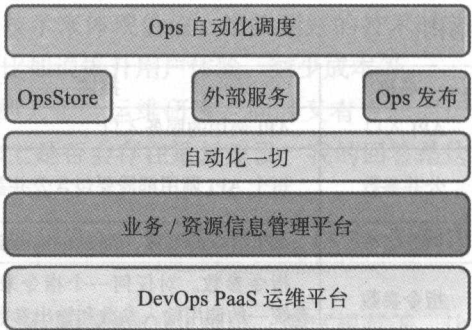 Ops 自动化调度
OpsStore
外部服务
Ops 发布
自动化一切
业务 / 资源信息管理平台
DevOps PaaS 运维平台